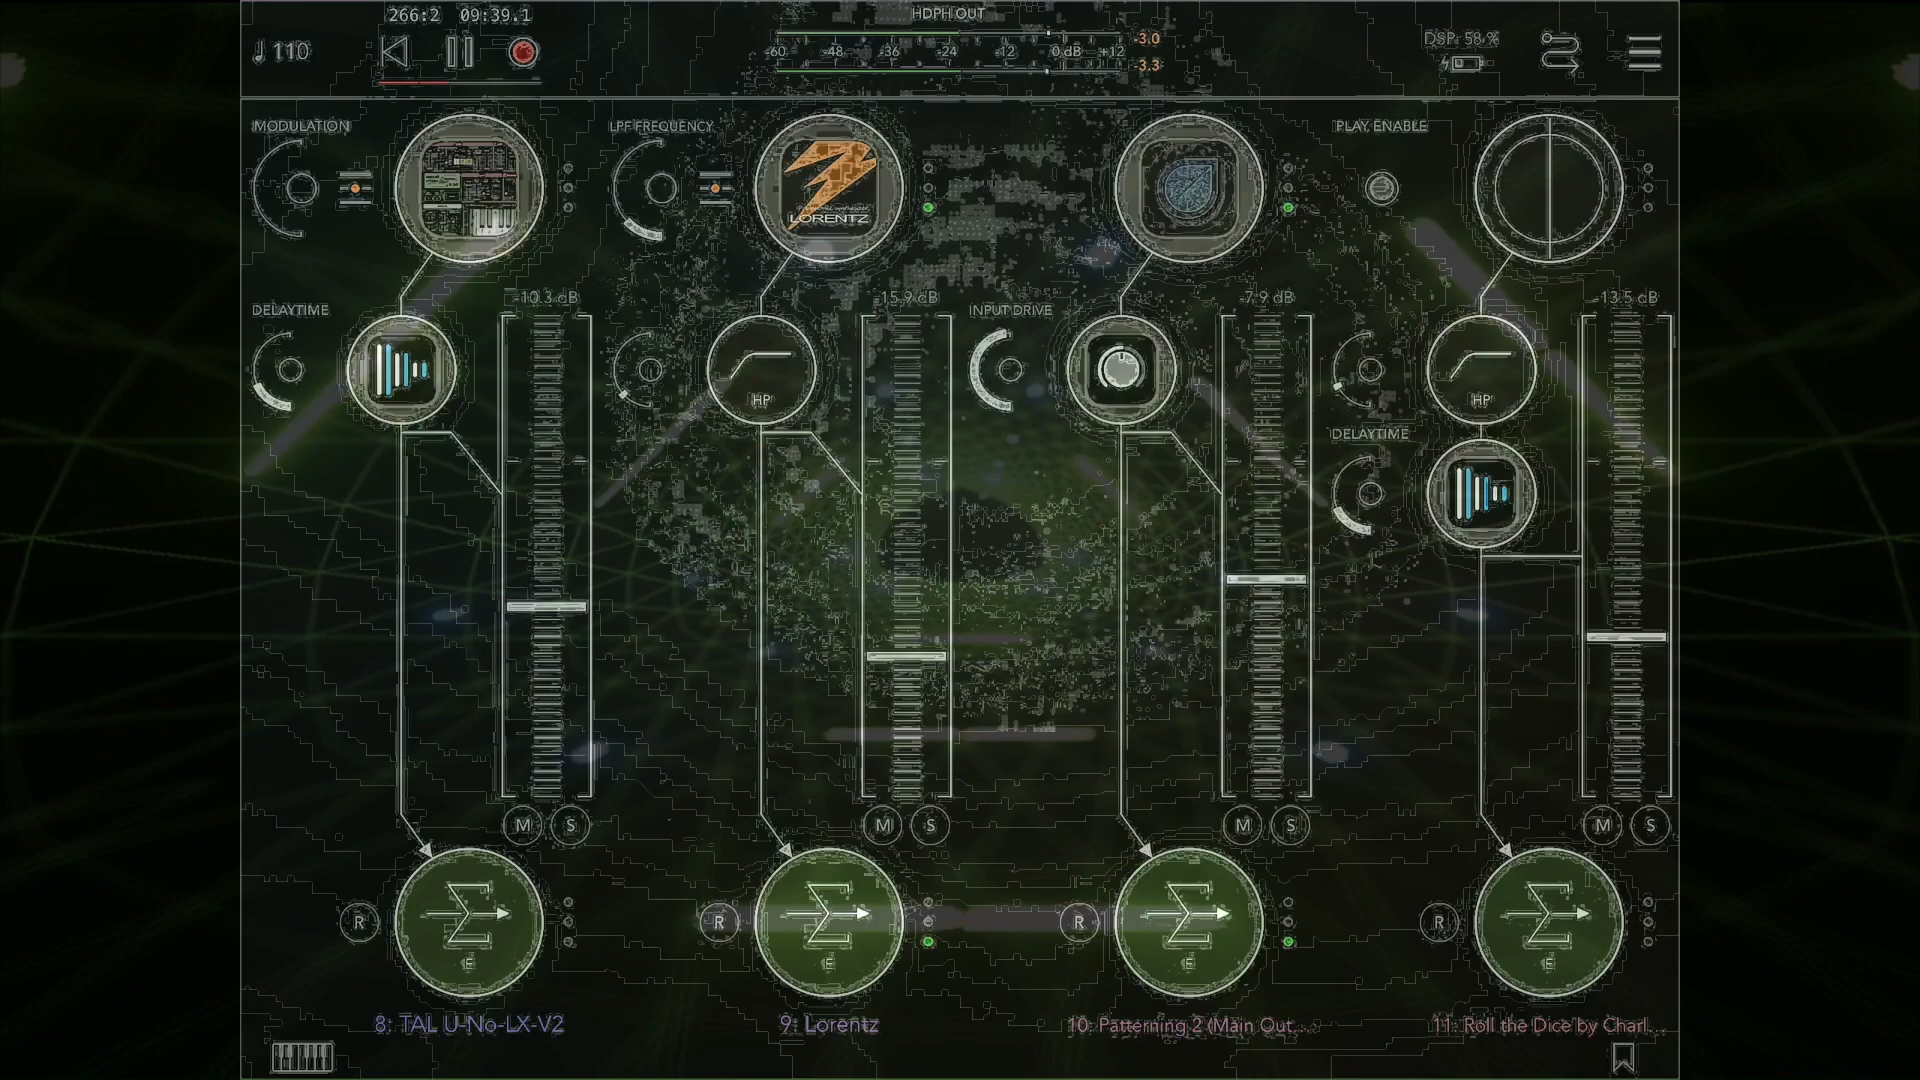 266:2 09:39.1
110
HDPH OUT
-60 -48 -36 -24 -12 0dB +12
-3.0
-3.3
DSP: 58 %
MODULATION
LPF FREQUENCY
PLAY ENABLE
LORENTZ
DELAYTIME
-10.3 dB
-15.9 dB
INPUT DRIVE
-7.9 dB
-13.5 dB
HP
HP
DELAYTIME
M S
M S
M S
M S
R
R
R
R
E
E
E
E
8: TAL U-No-LX-V2
9: Lorentz
10: Patterning 2 (Main Out...
11: Roll the Dice by Charl...